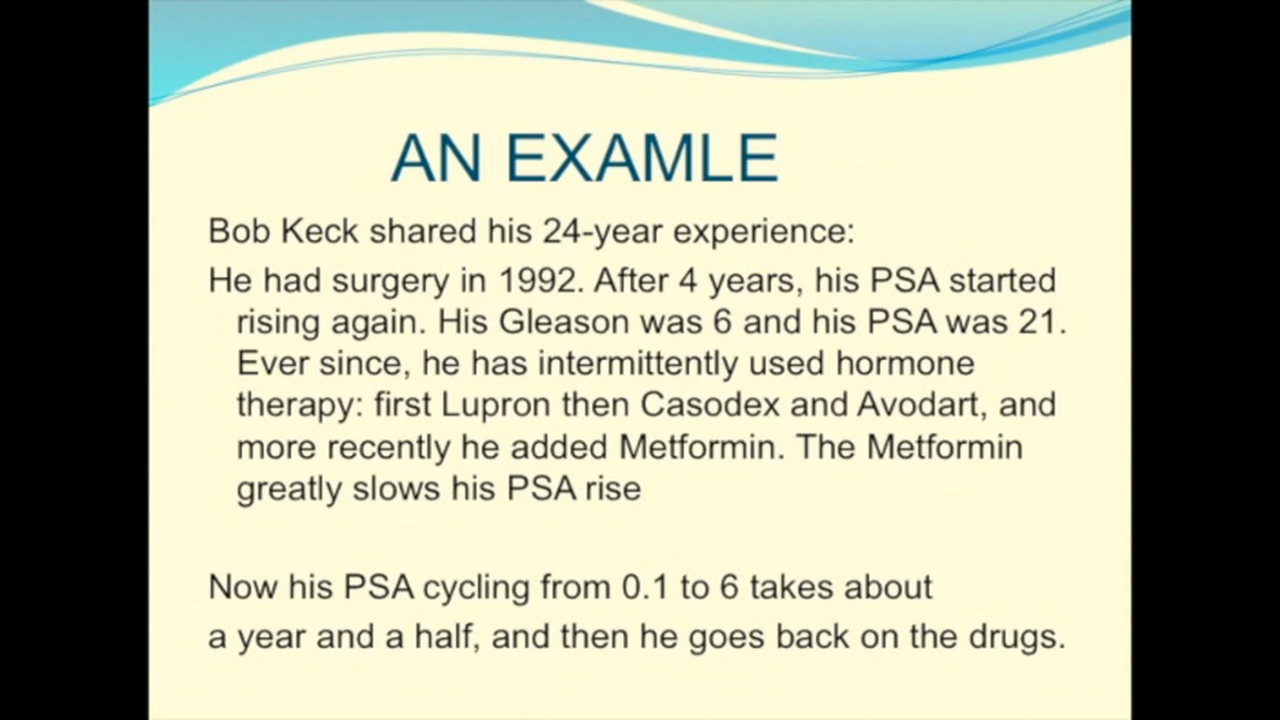 AN EXAMLE
Bob Keck shared his 24-year experience:
He had surgery in 1992. After 4 years, his PSA started
rising again. His Gleason was 6 and his PSA was 21.
Ever since, he has intermittently used hormone
therapy: first Lupron then Casodex and Avodart, and
more recently he added Metformin. The Metformin
greatly slows his PSA rise
Now his PSA cycling from 0.1 to 6 takes about
a year and a half, and then he goes back on the drugs.